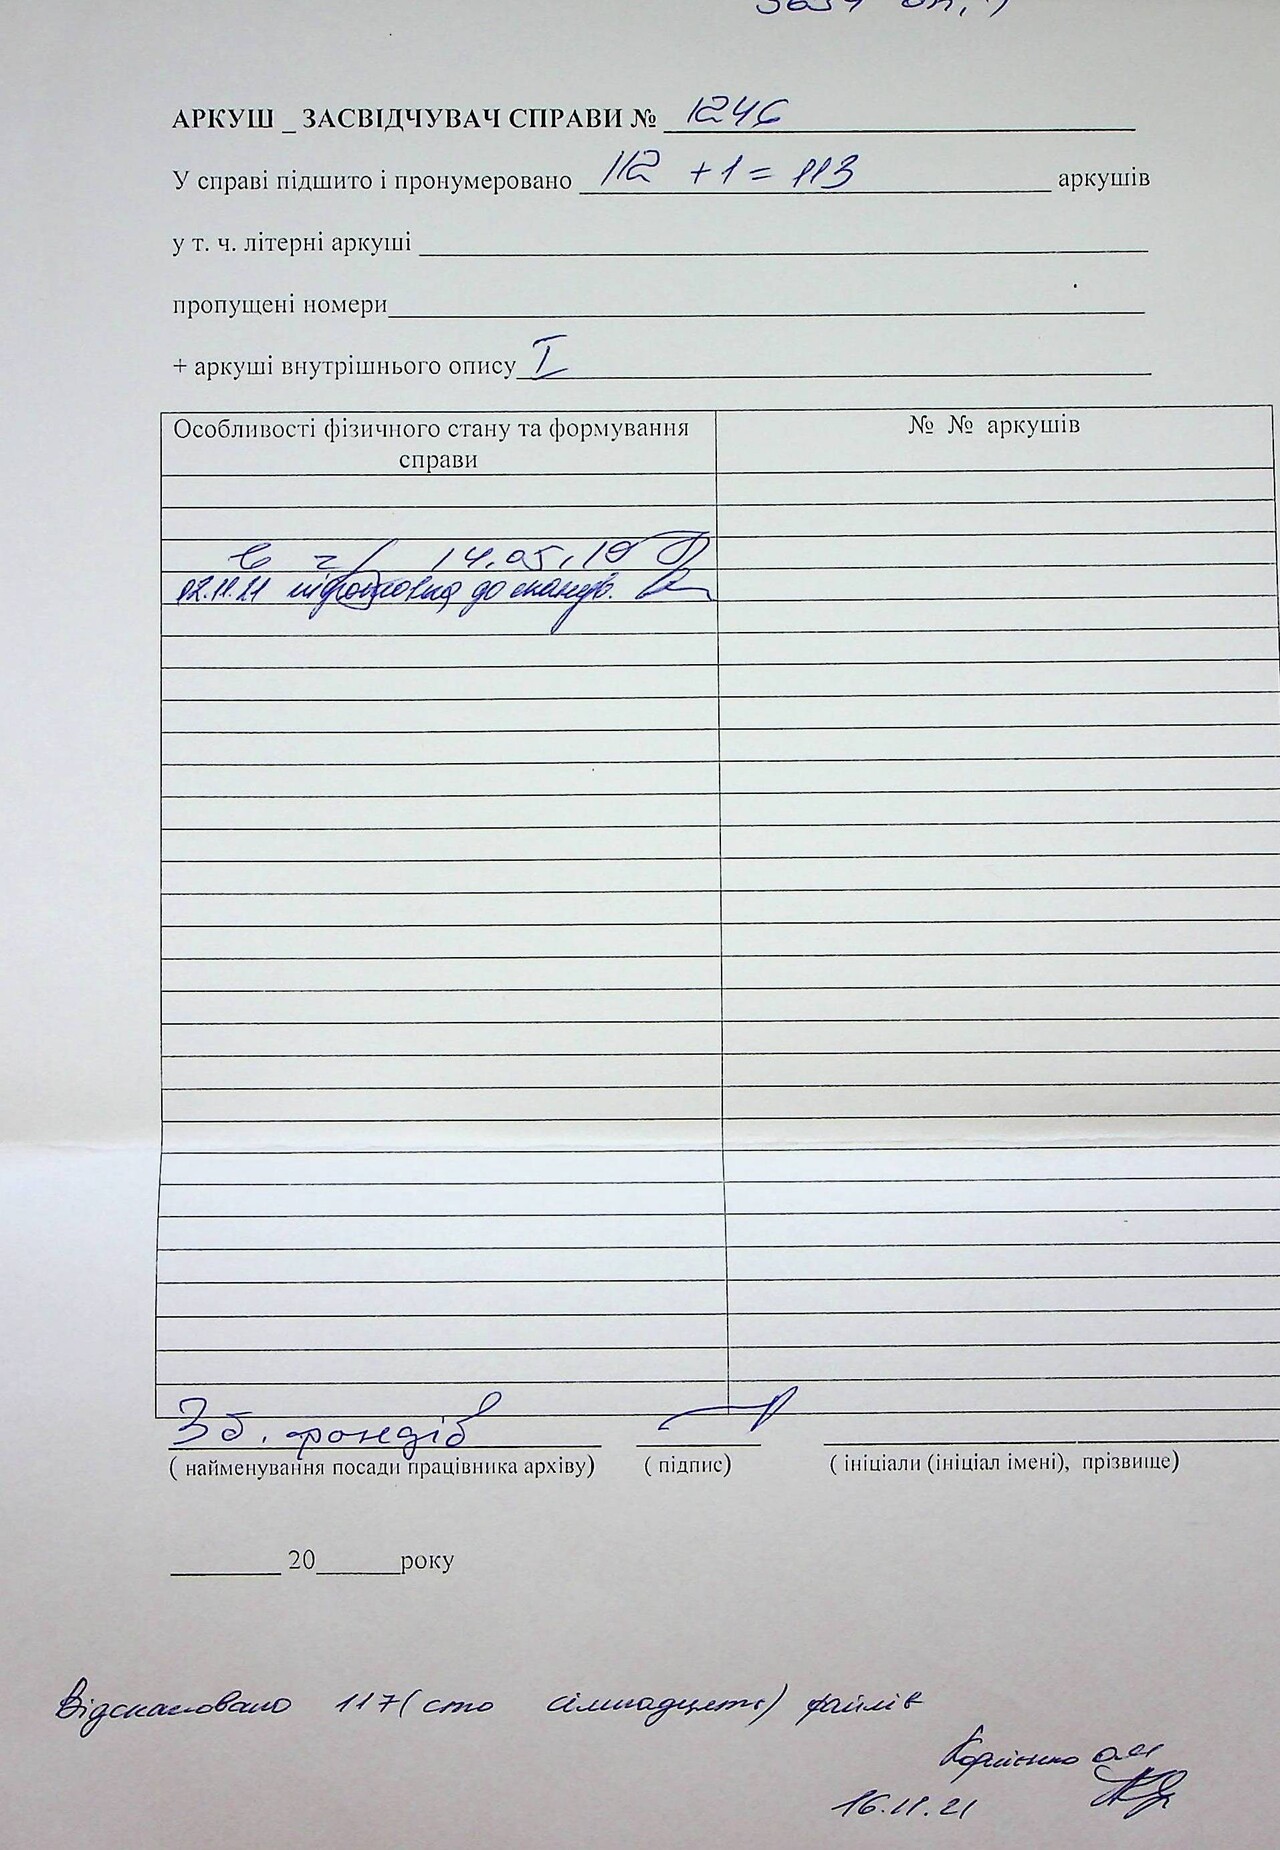 АРКУШ _ ЗАСВІДЧУВАЧ СПРАВИ № 1246
У справі підшито і пронумеровано 112 + 1 = 113 аркушів
у т. ч. літерні аркуші
пропущені номери
+ аркуші внутрішнього опису I
Особливості фізичного стану та формування справи
№ № аркушів
14.05.19
02.11.21 підготовка до сканув.
Зб. фондів
( найменування посади працівника архіву) ( підпис) ( ініціали (ініціал імені), прізвище)
20 року
Відскановано 117 (сто сімнадцять) файлів
16.11.21